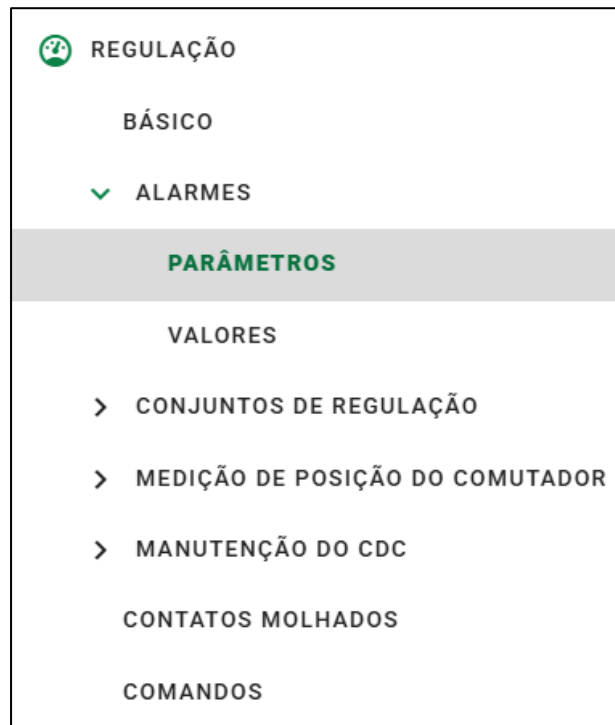 REGULAÇÃO
BÁSICO
ALARMES
PARÂMETROS
VALORES
CONJUNTOS DE REGULAÇÃO
MEDIÇÃO DE POSIÇÃO DO COMUTADOR
MANUTENÇÃO DO CDC
CONTATOS MOLHADOS
COMANDOS